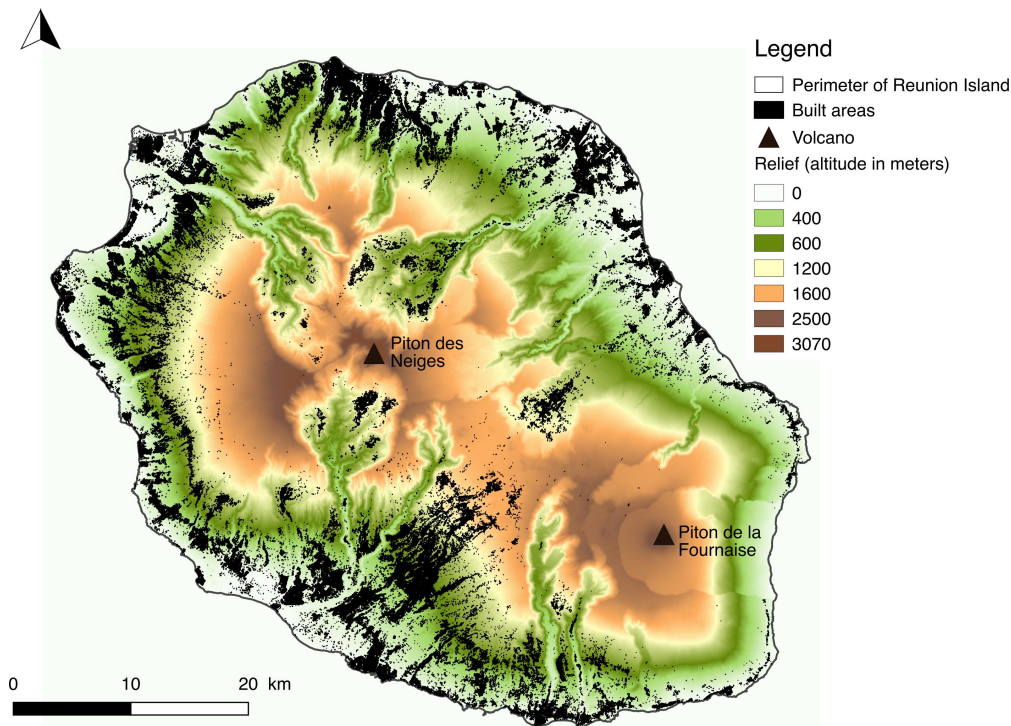 Legend
Perimeter of Reunion Island
Built areas
Volcano
Relief (altitude in meters)
0
400
600
1200
1600
2500
3070
Piton des
Neiges
Piton de la
Fournaise
0 10 20 km